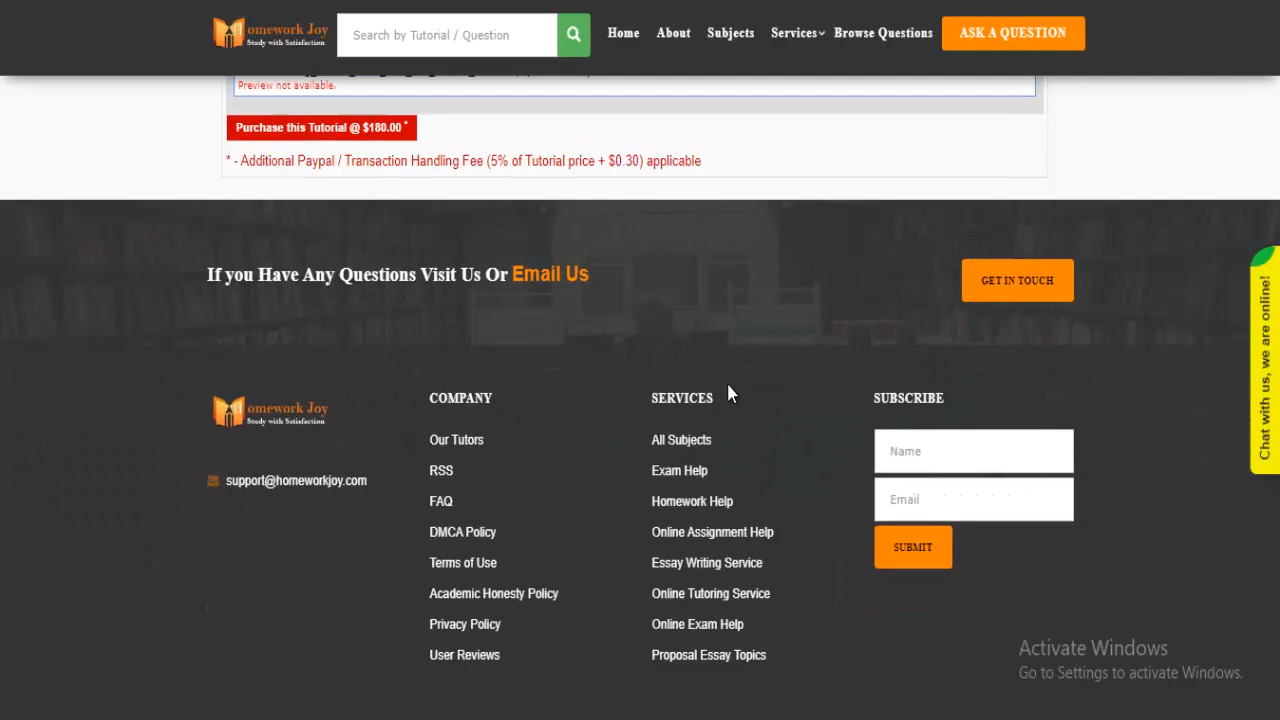 omework Joy
Study with Satisfaction
Search by Tutorial / Question
Home
About
Subjects
Services
Browse Questions
ASK A QUESTION
Preview not available.
Purchase this Tutorial @ $180.00 *
* - Additional Paypal / Transaction Handling Fee (5% of Tutorial price + $0.30) applicable
If you Have Any Questions Visit Us Or Email Us
GET IN TOUCH
Chat with us, we are online!
omework Joy
Study with Satisfaction
support@homeworkjoy.com
COMPANY
Our Tutors
RSS
FAQ
DMCA Policy
Terms of Use
Academic Honesty Policy
Privacy Policy
User Reviews
SERVICES
All Subjects
Exam Help
Homework Help
Online Assignment Help
Essay Writing Service
Online Tutoring Service
Online Exam Help
Proposal Essay Topics
SUBSCRIBE
Name
Email
SUBMIT
Activate Windows
Go to Settings to activate Windows.